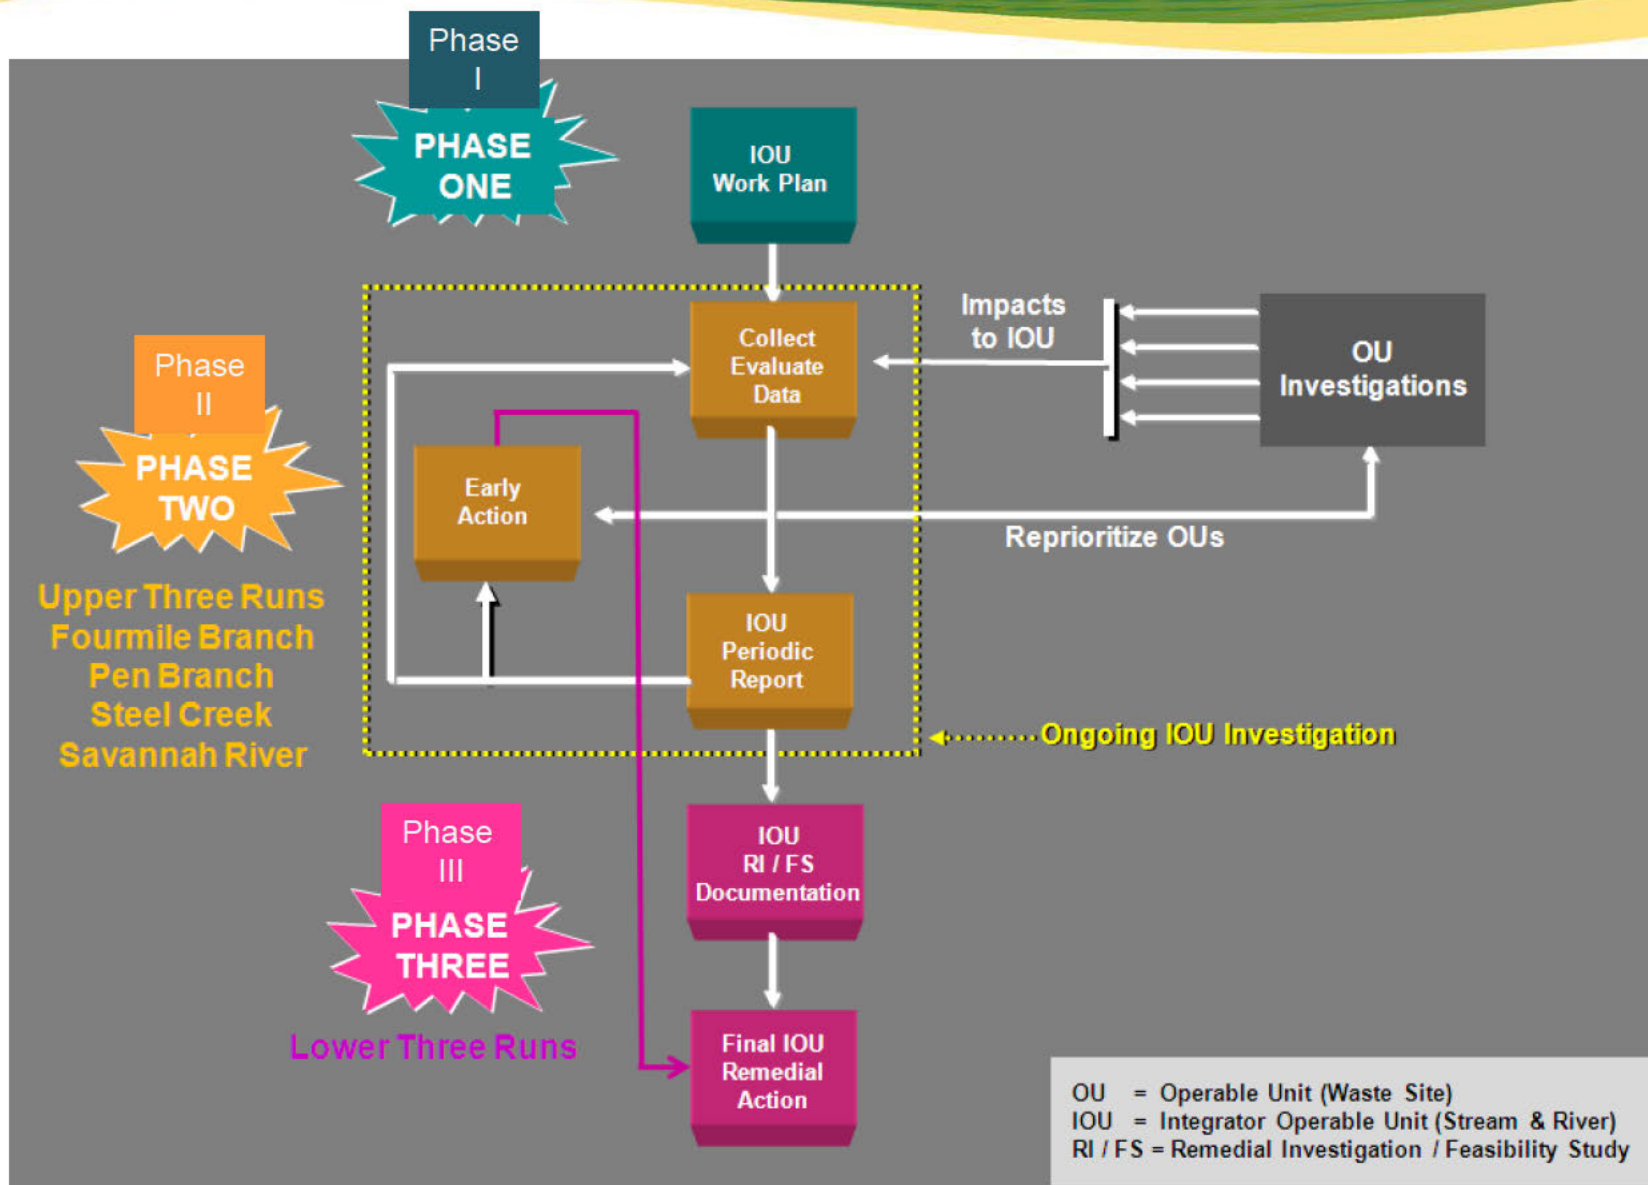 Phase
I
PHASE
ONE
IOU
Work Plan
Phase
II
PHASE
TWO
Upper Three Runs
Fourmile Branch
Pen Branch
Steel Creek
Savannah River
Collect
Evaluate
Data
Impacts
to IOU
OU
Investigations
Early
Action
Reprioritize OUs
IOU
Periodic
Report
Ongoing IOU Investigation
Phase
III
PHASE
THREE
Lower Three Runs
IOU
RI / FS
Documentation
Final IOU
Remedial
Action
OU = Operable Unit (Waste Site)
IOU = Integrator Operable Unit (Stream & River)
RI / FS = Remedial Investigation / Feasibility Study